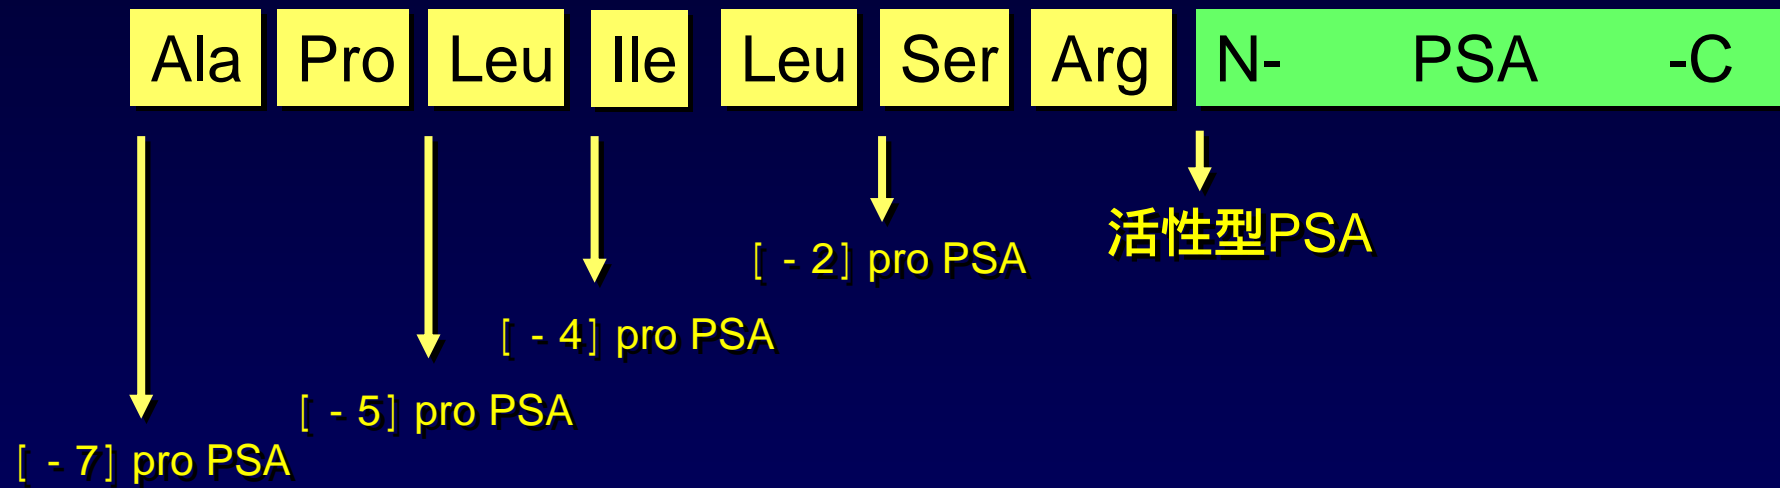 Ala Pro Leu Ile Leu Ser Arg N- PSA -C
活性型PSA
[ - 2] pro PSA
[ - 4] pro PSA
[ - 5] pro PSA
[ - 7] pro PSA